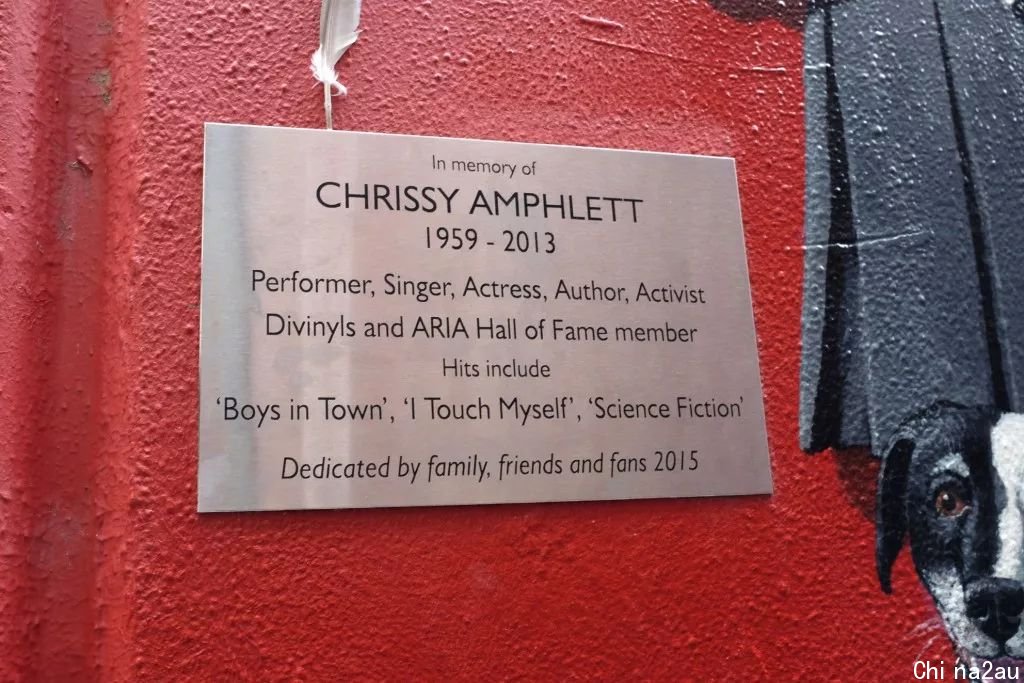 In memory of
CHRISSY AMPHLETT
1959 - 2013
Performer, Singer, Actress, Author, Activist
Divinyls and ARIA Hall of Fame member
Hits include
‘Boys in Town’, ‘I Touch Myself’, ‘Science Fiction’
Dedicated by family, friends and fans 2015
Chi na2au